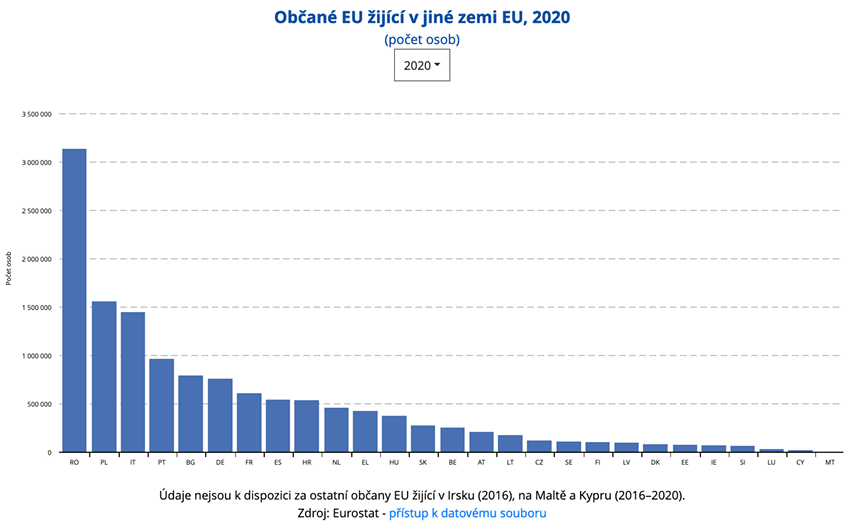 Občané EU žijící v jiné zemi EU, 2020
(počet osob)
2020
3 500 000
3 000 000
2 500 000
2 000 000
1 500 000
1 000 000
500 000
0
Počet osob
RO PL IT PT BG DE FR ES HR NL EL HU SK BE AT LT CZ SE FI LV DK EE IE SI LU CY MT
Údaje nejsou k dispozici za ostatní občany EU žijící v Irsku (2016), na Maltě a Kypru (2016–2020).
Zdroj: Eurostat - přístup k datovému souboru